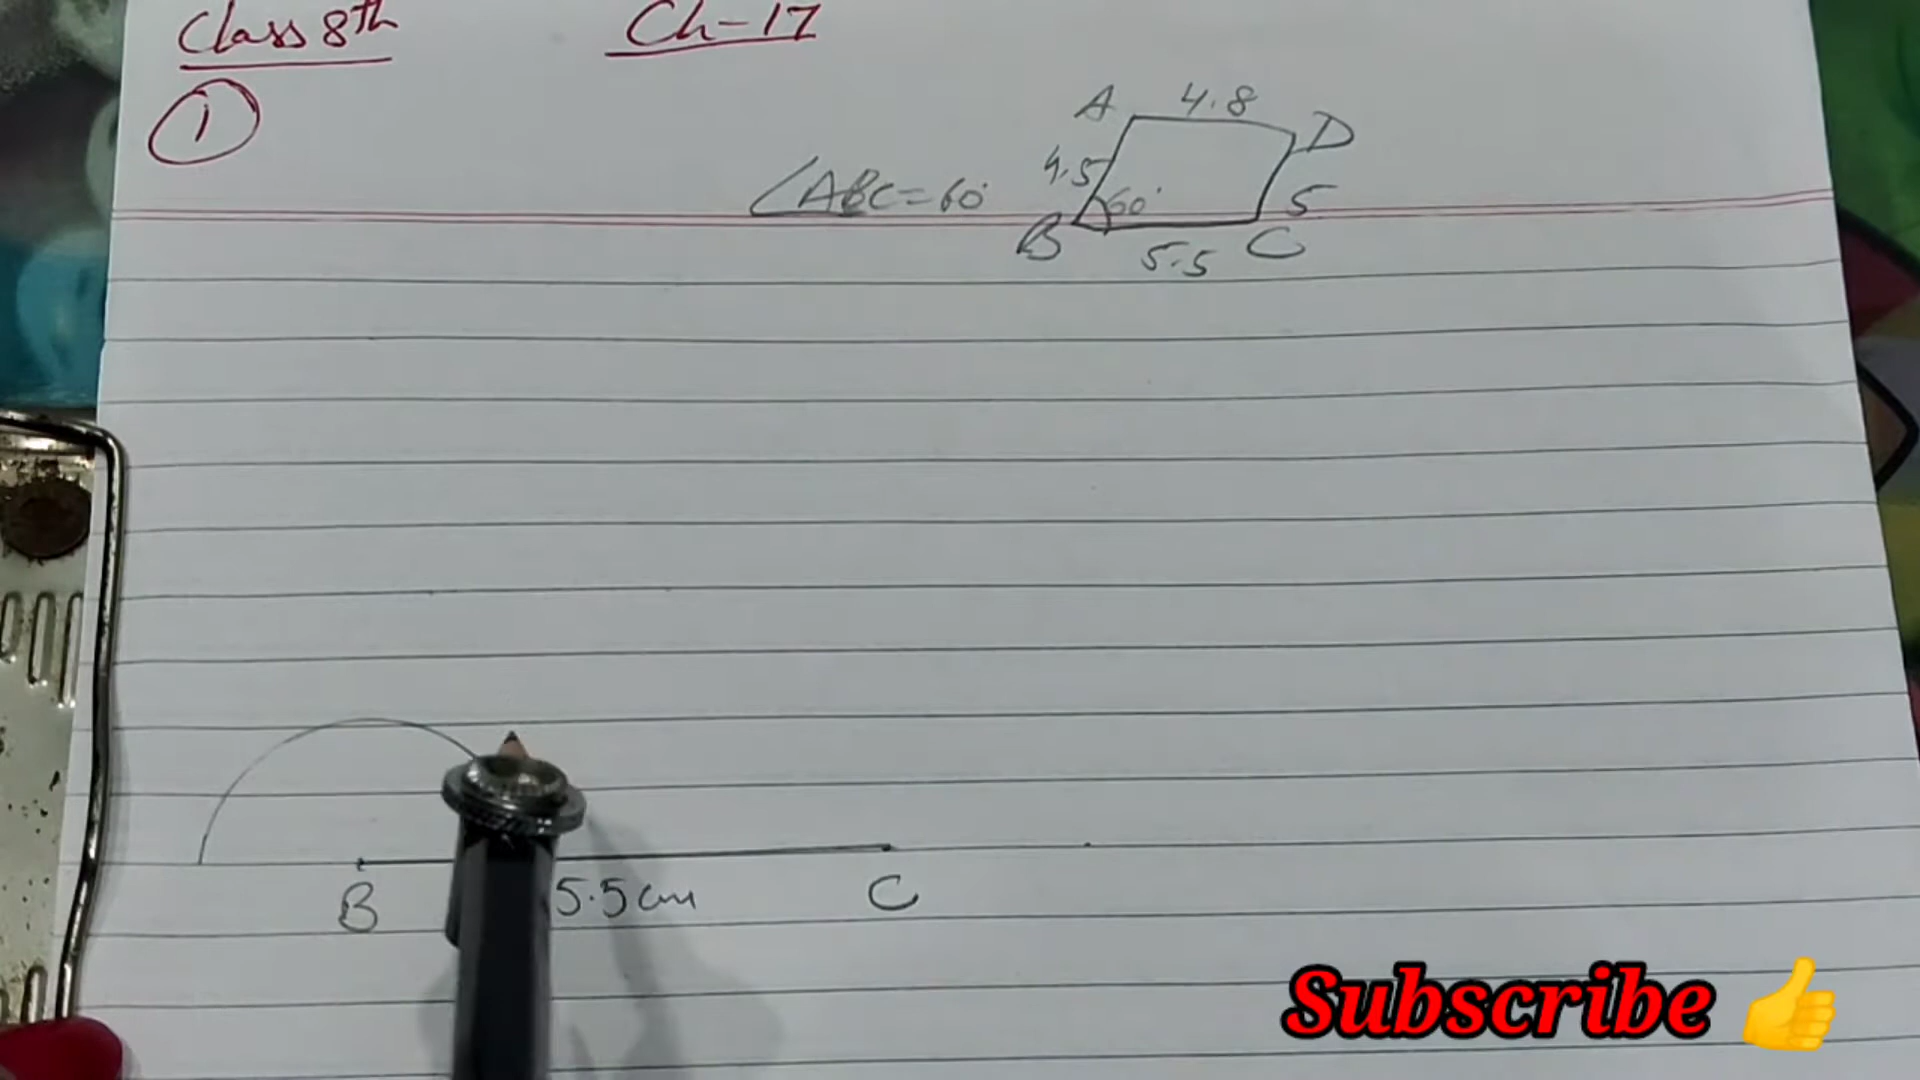 Class 8th
Ch-17
①
A 4.8 D
4.5
∠ABC=60°
60°
5
B 5.5 C
B 5.5cm C
Subscribe 👍